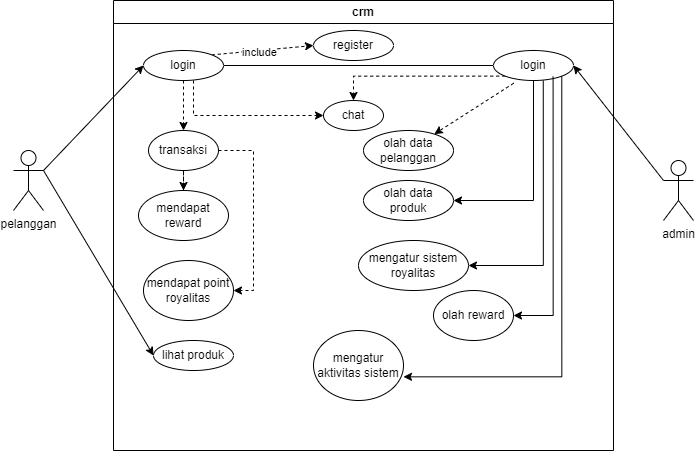 crm
register
include
login
login
chat
transaksi
olah data
pelanggan
olah data
produk
mendapat
reward
pelanggan
admin
mengatur sistem
royalitas
mendapat point
royalitas
olah reward
lihat produk
mengatur
aktivitas sistem